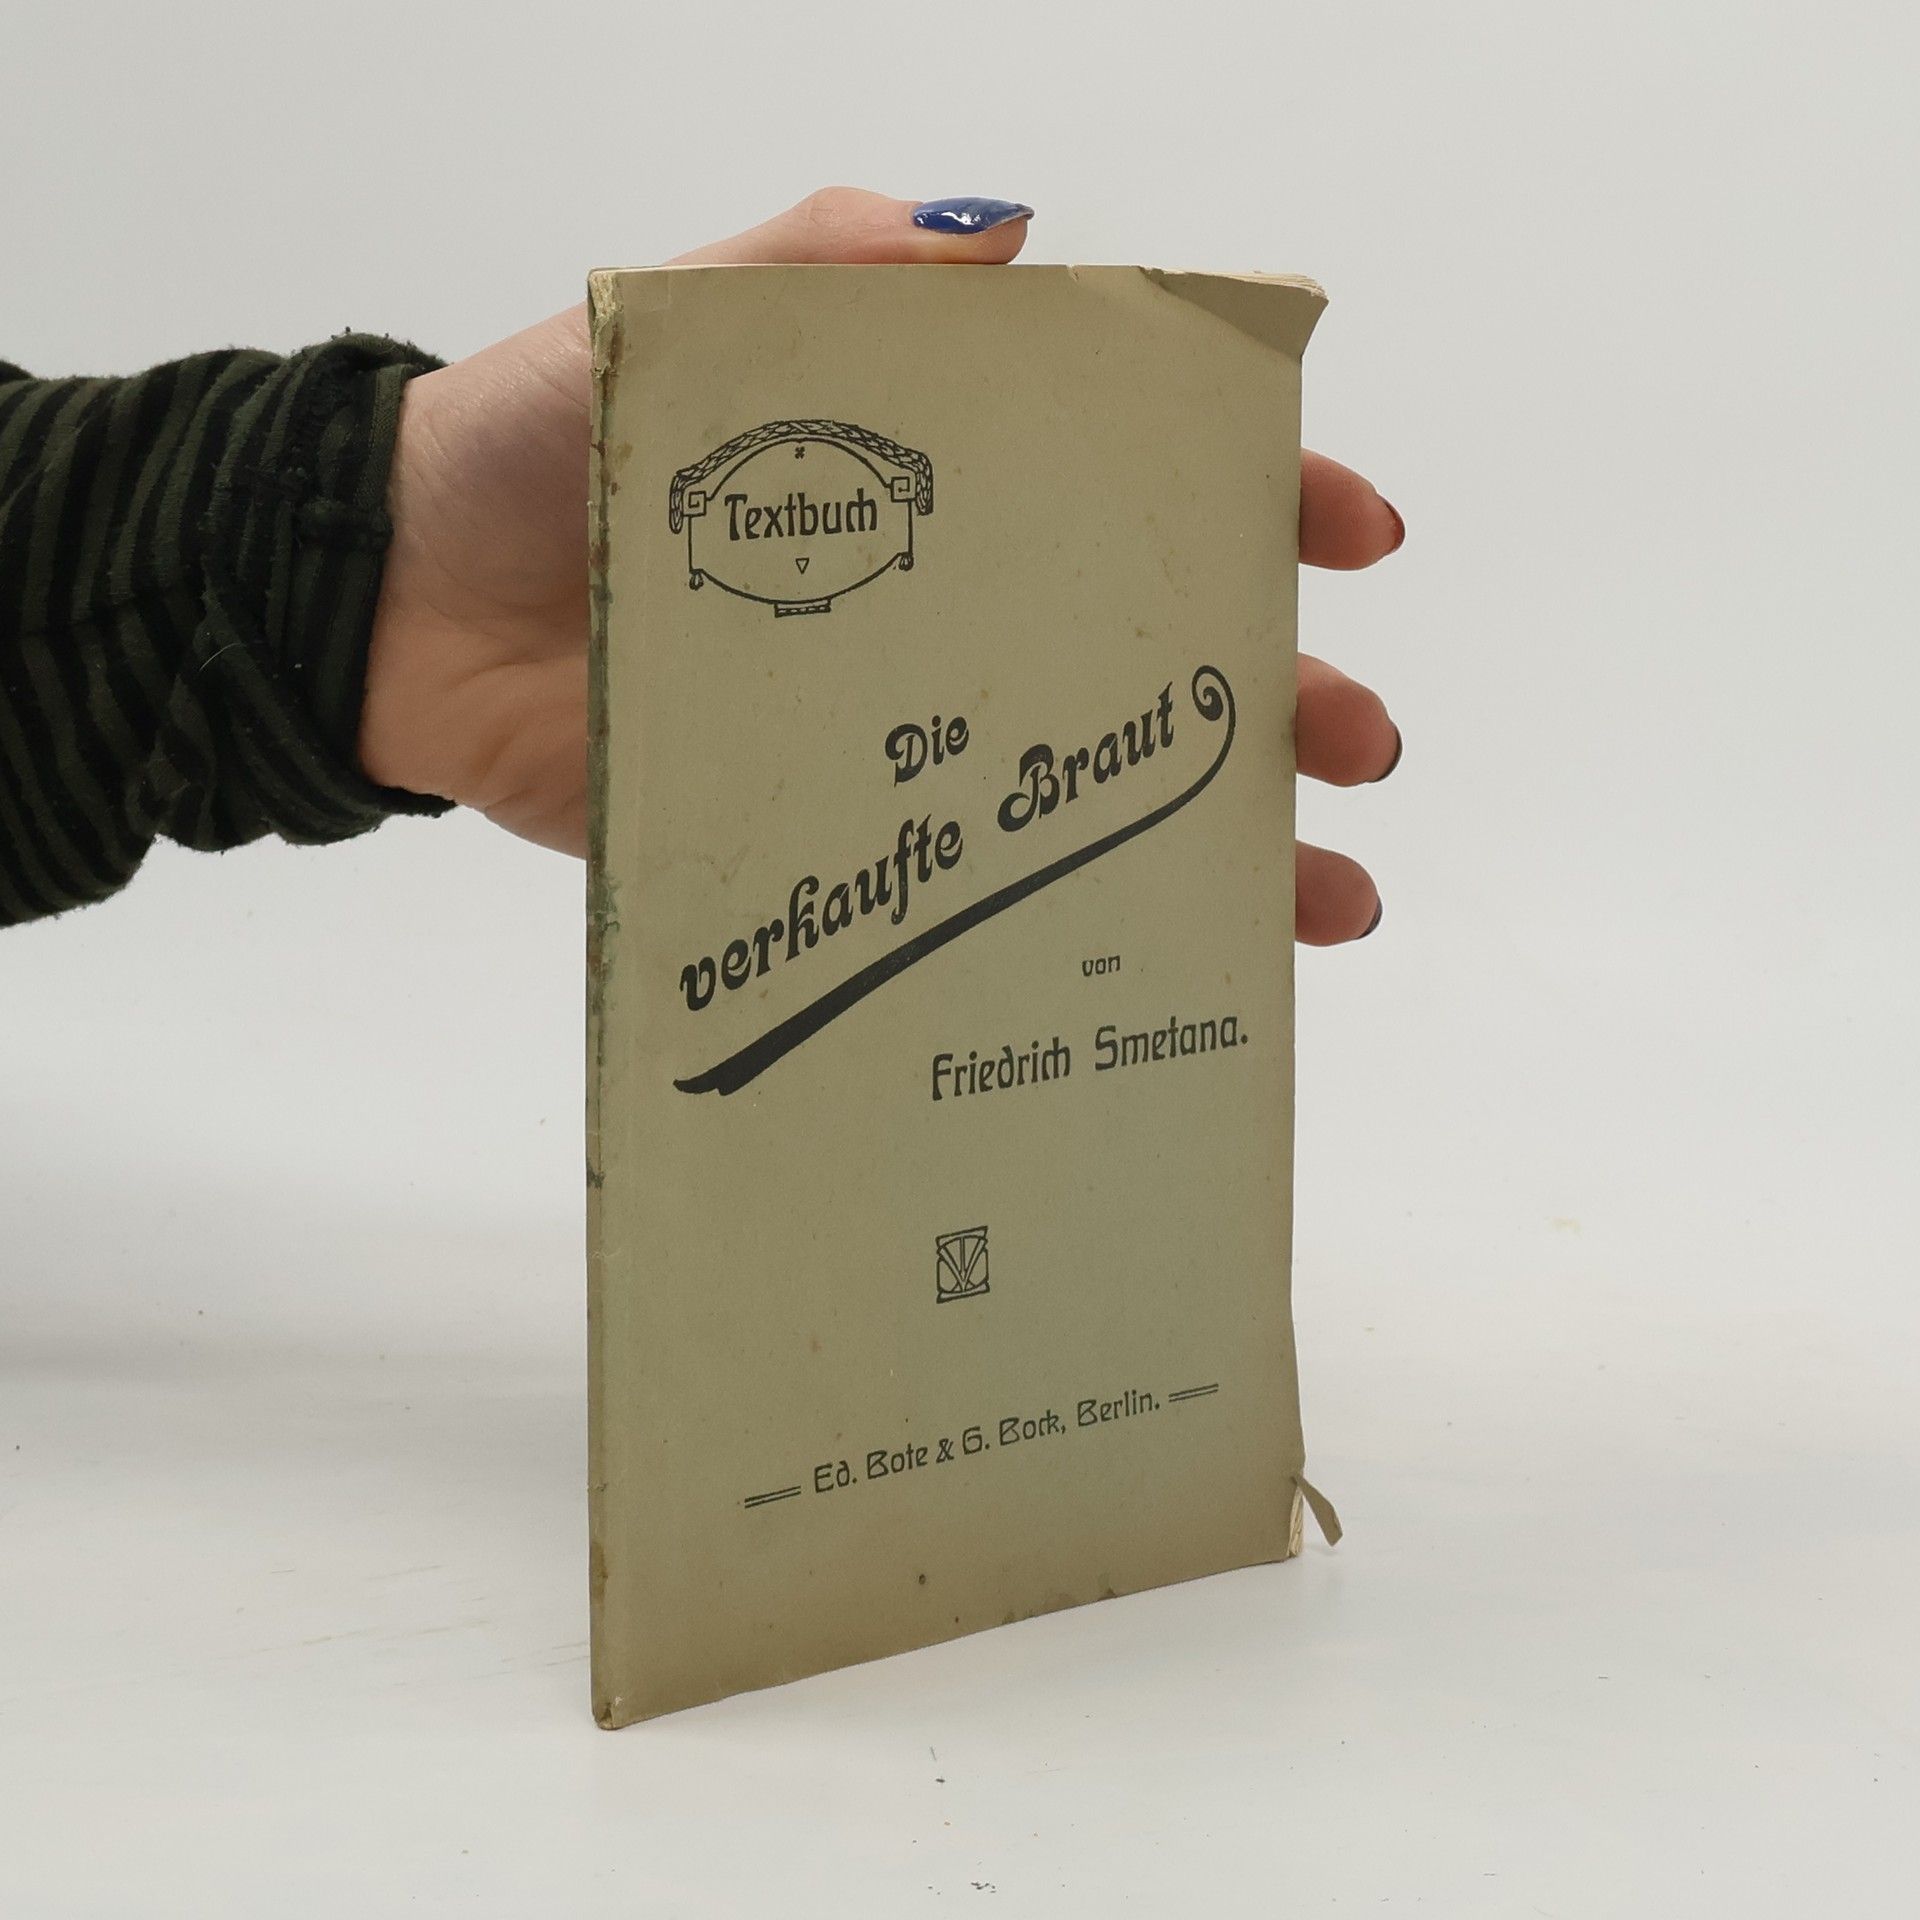 Textbuch
Die
verkaufte Braut
von
Friedrich Smetana.
Ed. Bote & G. Bock, Berlin.